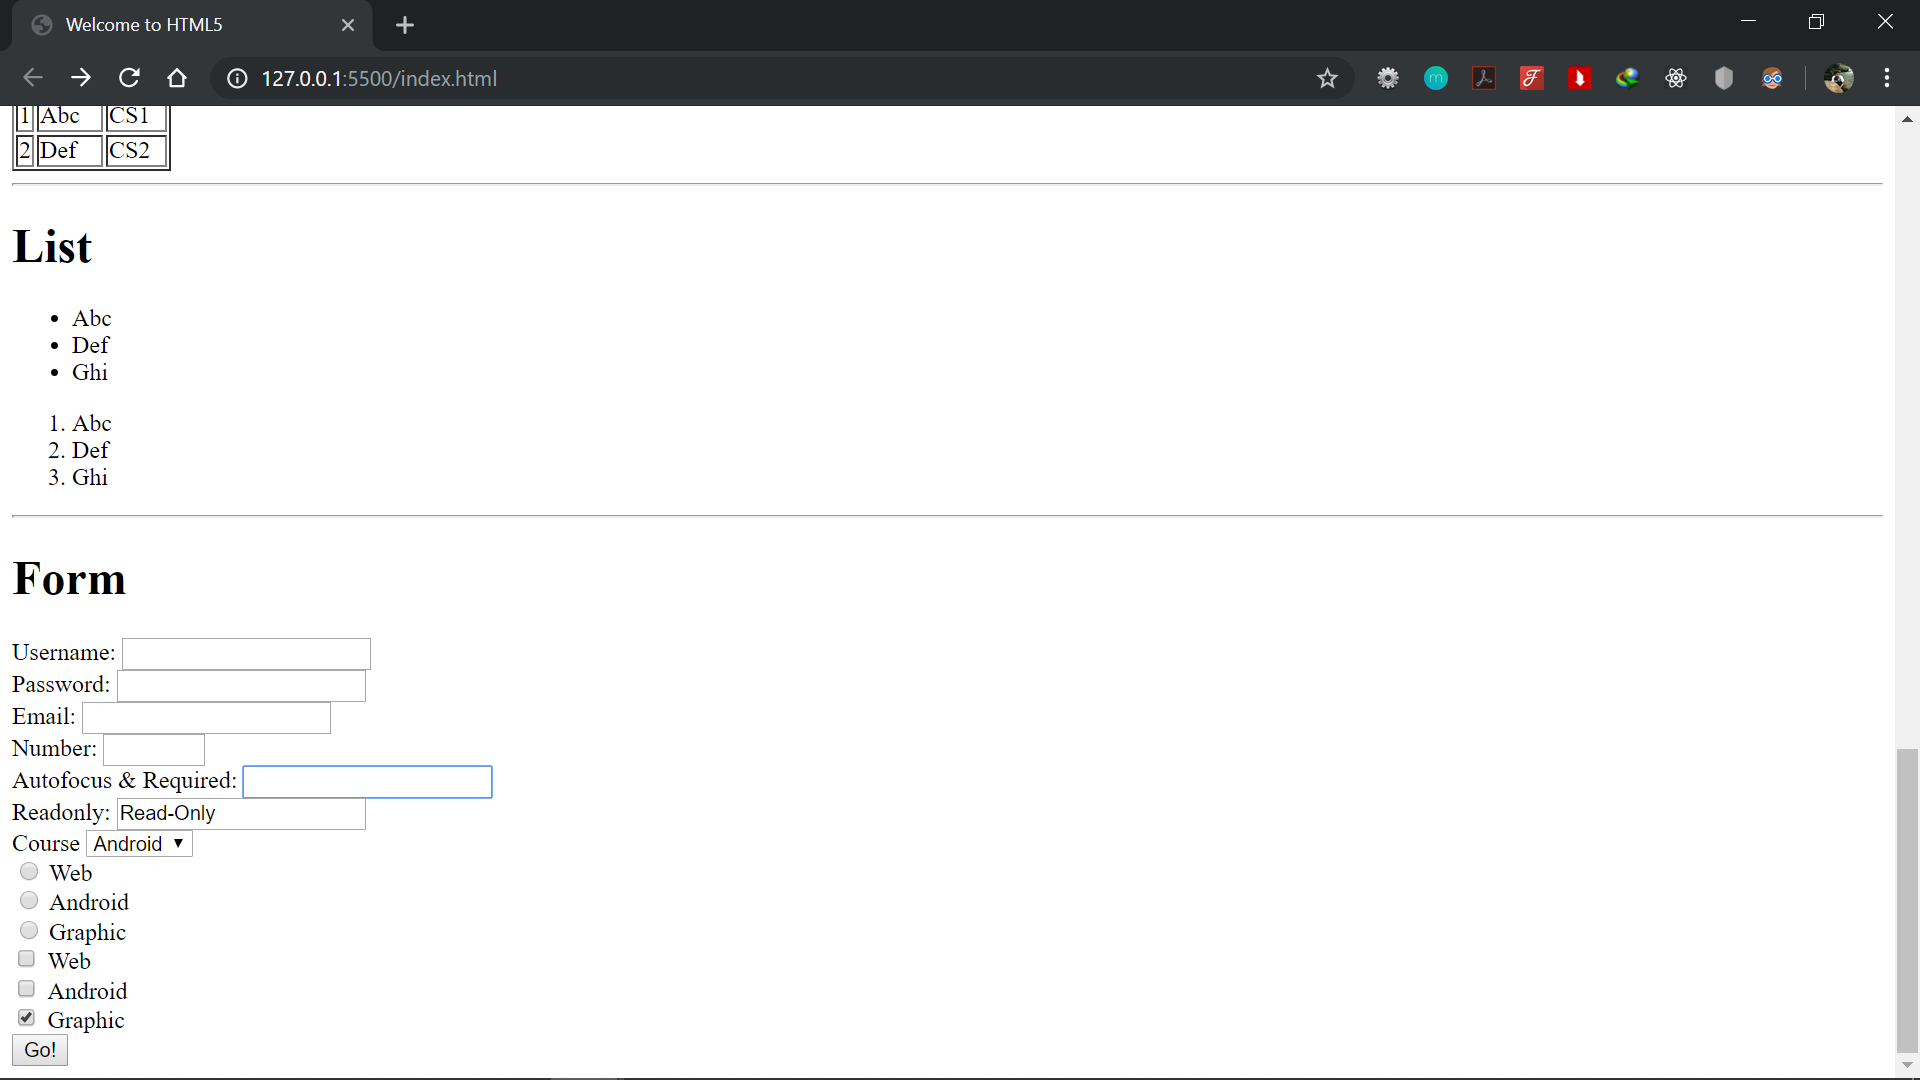 Welcome to HTML5
127.0.0.1:5500/index.html
1 Abc CS1
2 Def CS2
List
• Abc
• Def
• Ghi
1. Abc
2. Def
3. Ghi
Form
Username:
Password:
Email:
Number:
Autofocus & Required:
Readonly: Read-Only
Course Android
Web
Android
Graphic
Web
Android
Graphic
Go!